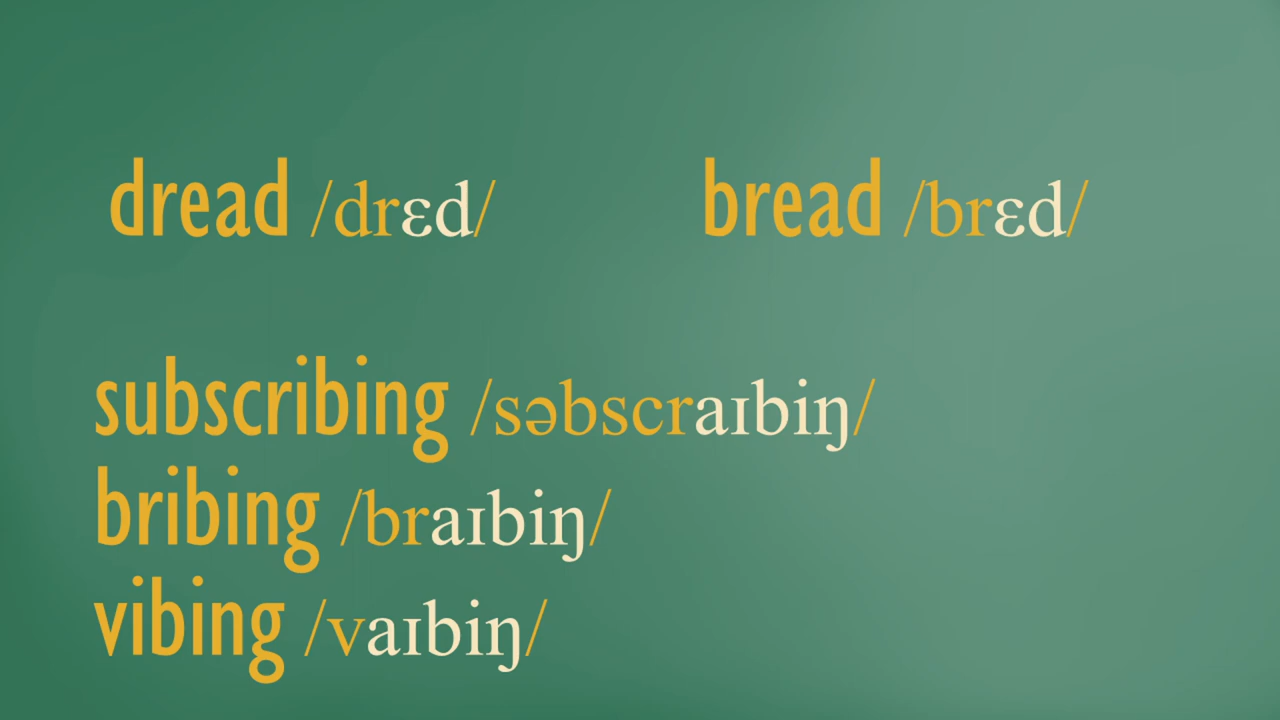 dread /drɛd/ bread /brɛd/
subscribing /səbscraɪbiŋ/
bribing /braɪbiŋ/
vibing /vaɪbiŋ/